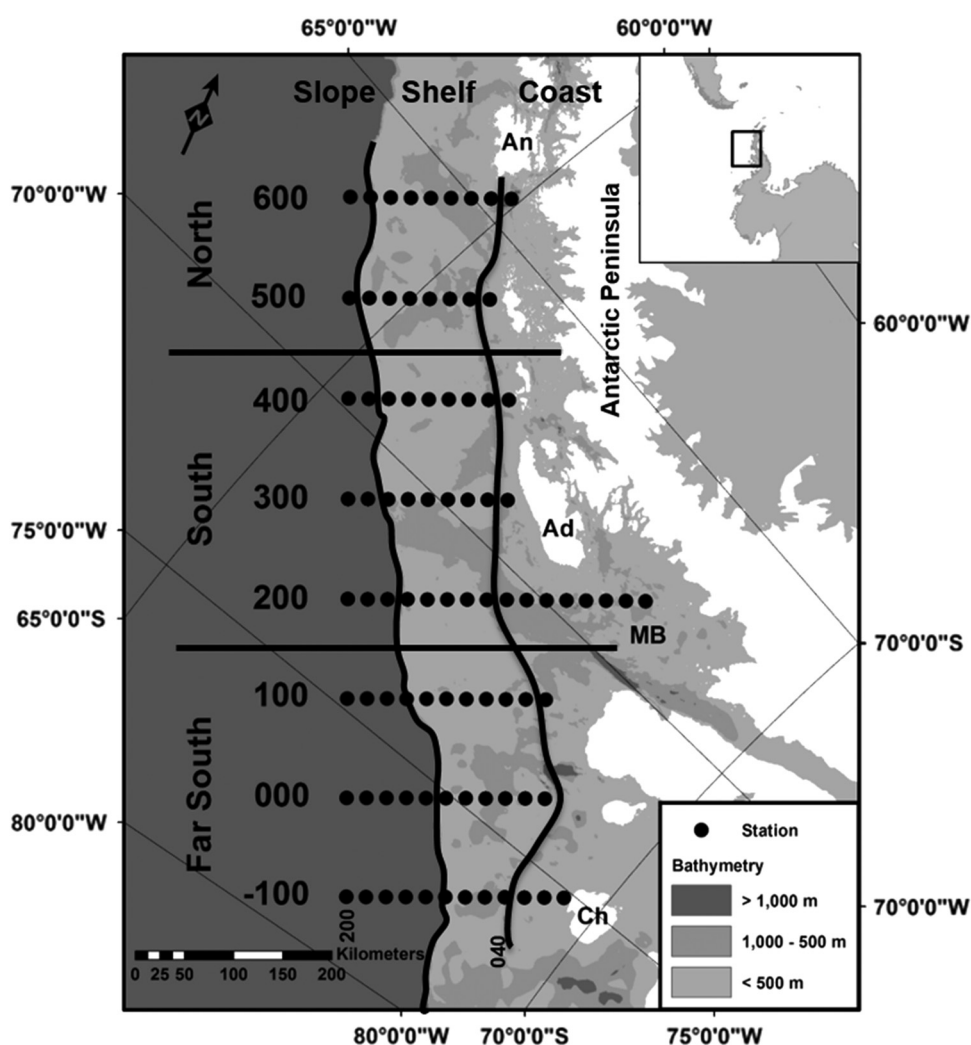 65°0'0"W
60°0'0"W
Slope Shelf Coast
N
An
70°0'0"W
600
North
Antarctic Peninsula
500
60°0'0"W
400
South
300
75°0'0"W
Ad
200
65°0'0"S
MB
70°0'0"S
100
Far South
000
80°0'0"W
-100
Ch
200
040
Kilometers
0 25 50 100 150 200
Station
Bathymetry
> 1,000 m
1,000 - 500 m
< 500 m
70°0'0"W
80°0'0"W
70°0'0"S
75°0'0"W